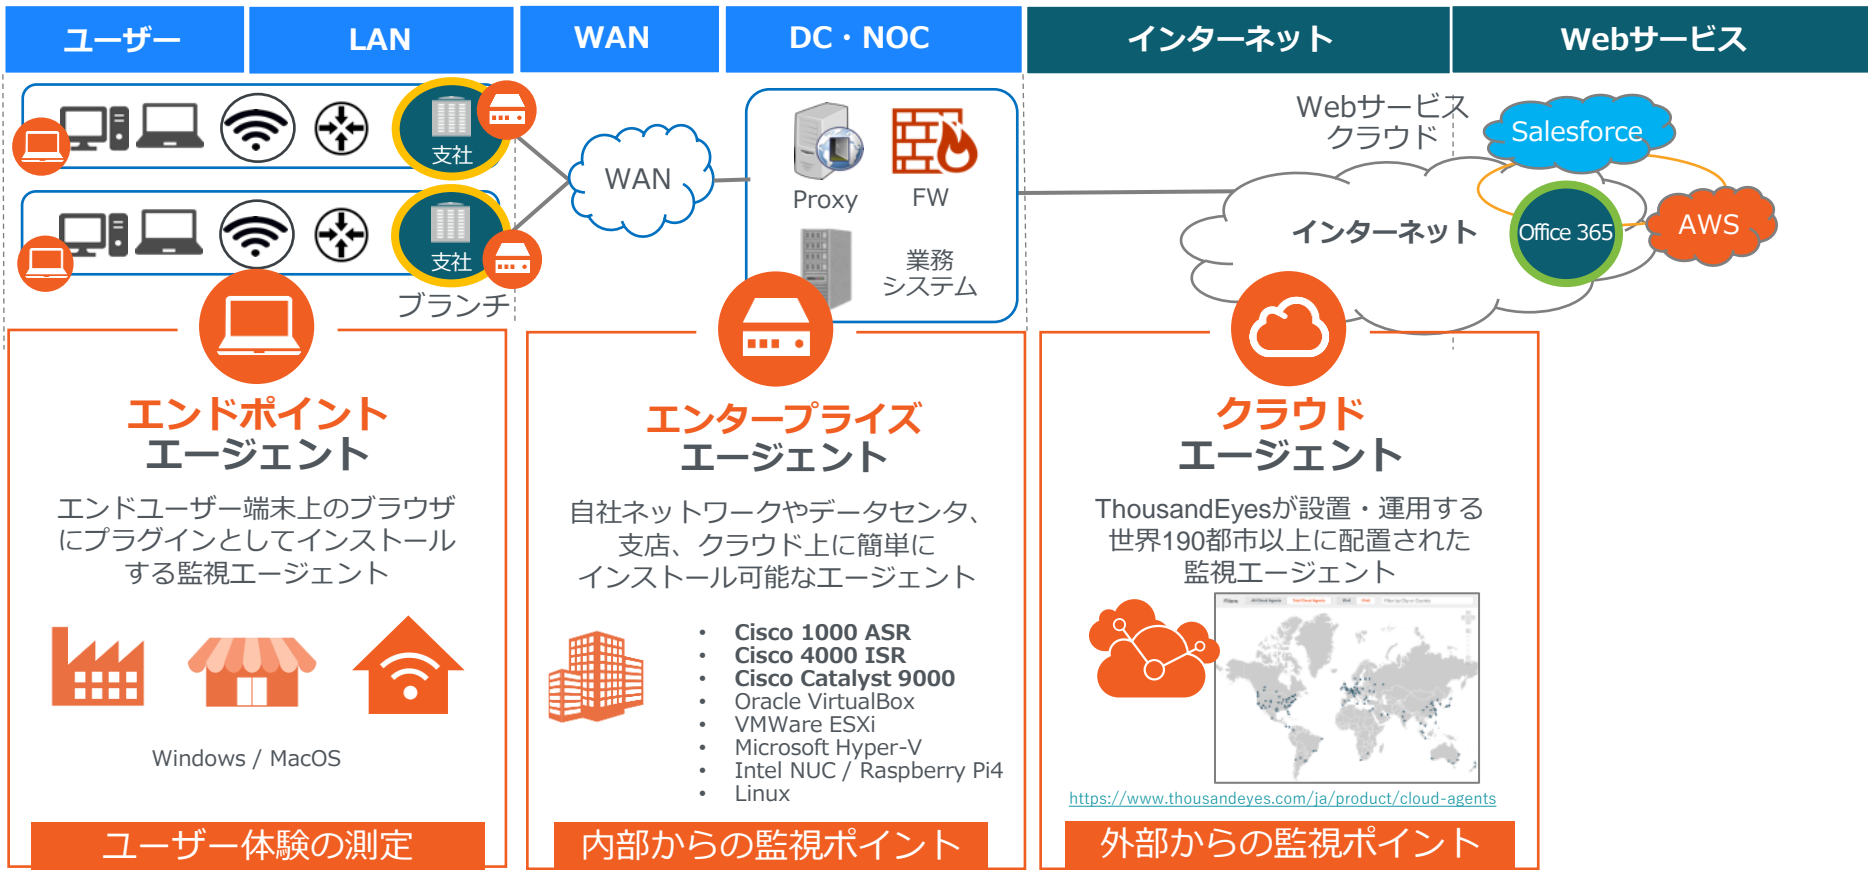 ユーザー
LAN
WAN
DC・NOC
インターネット
Webサービス
支社
支社
ブランチ
WAN
Proxy
FW
業務
システム
Webサービス
クラウド
Salesforce
インターネット
Office 365
AWS
エンドポイント
エージェント
エンドユーザー端末上のブラウザ
にプラグインとしてインストール
する監視エージェント
Windows / MacOS
ユーザー体験の測定
エンタープライズ
エージェント
自社ネットワークやデータセンタ、
支店、クラウド上に簡単に
インストール可能なエージェント
• Cisco 1000 ASR
• Cisco 4000 ISR
• Cisco Catalyst 9000
• Oracle VirtualBox
• VMWare ESXi
• Microsoft Hyper-V
• Intel NUC / Raspberry Pi4
• Linux
内部からの監視ポイント
クラウド
エージェント
ThousandEyesが設置・運用する
世界190都市以上に配置された
監視エージェント
https://www.thousandeyes.com/ja/product/cloud-agents
外部からの監視ポイント